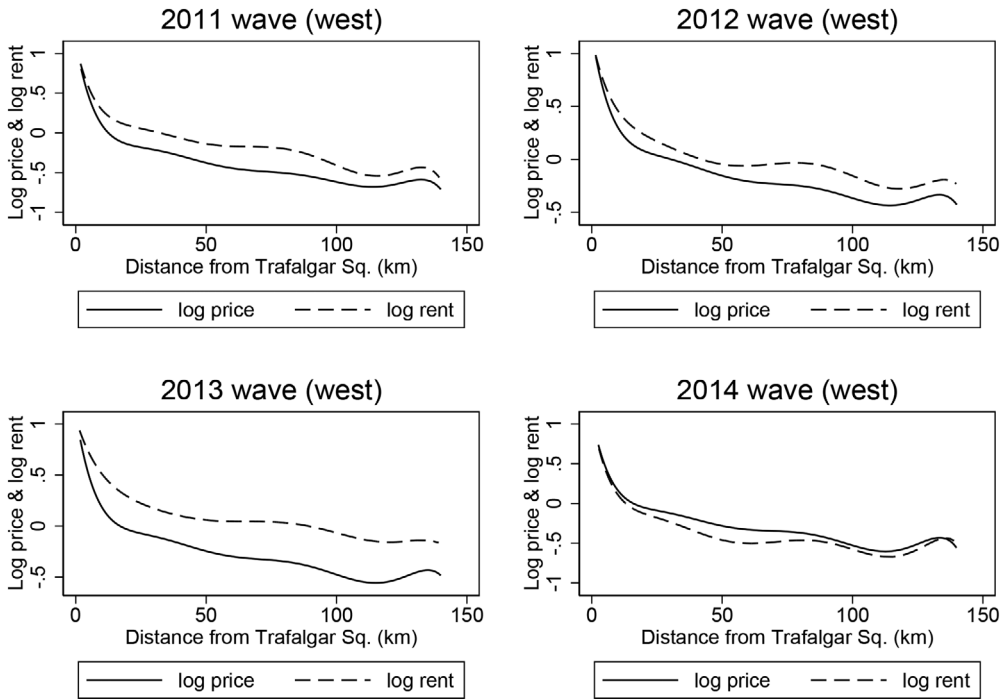 2011 wave (west)
Log price & log rent
1
.5
0
-.5
-1
0 50 100 150
Distance from Trafalgar Sq. (km)
log price log rent
2012 wave (west)
Log price & log rent
1
.5
0
-.5
0 50 100 150
Distance from Trafalgar Sq. (km)
log price log rent
2013 wave (west)
Log price & log rent
1
.5
0
-.5
0 50 100 150
Distance from Trafalgar Sq. (km)
log price log rent
2014 wave (west)
Log price & log rent
1
.5
0
-.5
-1
0 50 100 150
Distance from Trafalgar Sq. (km)
log price log rent